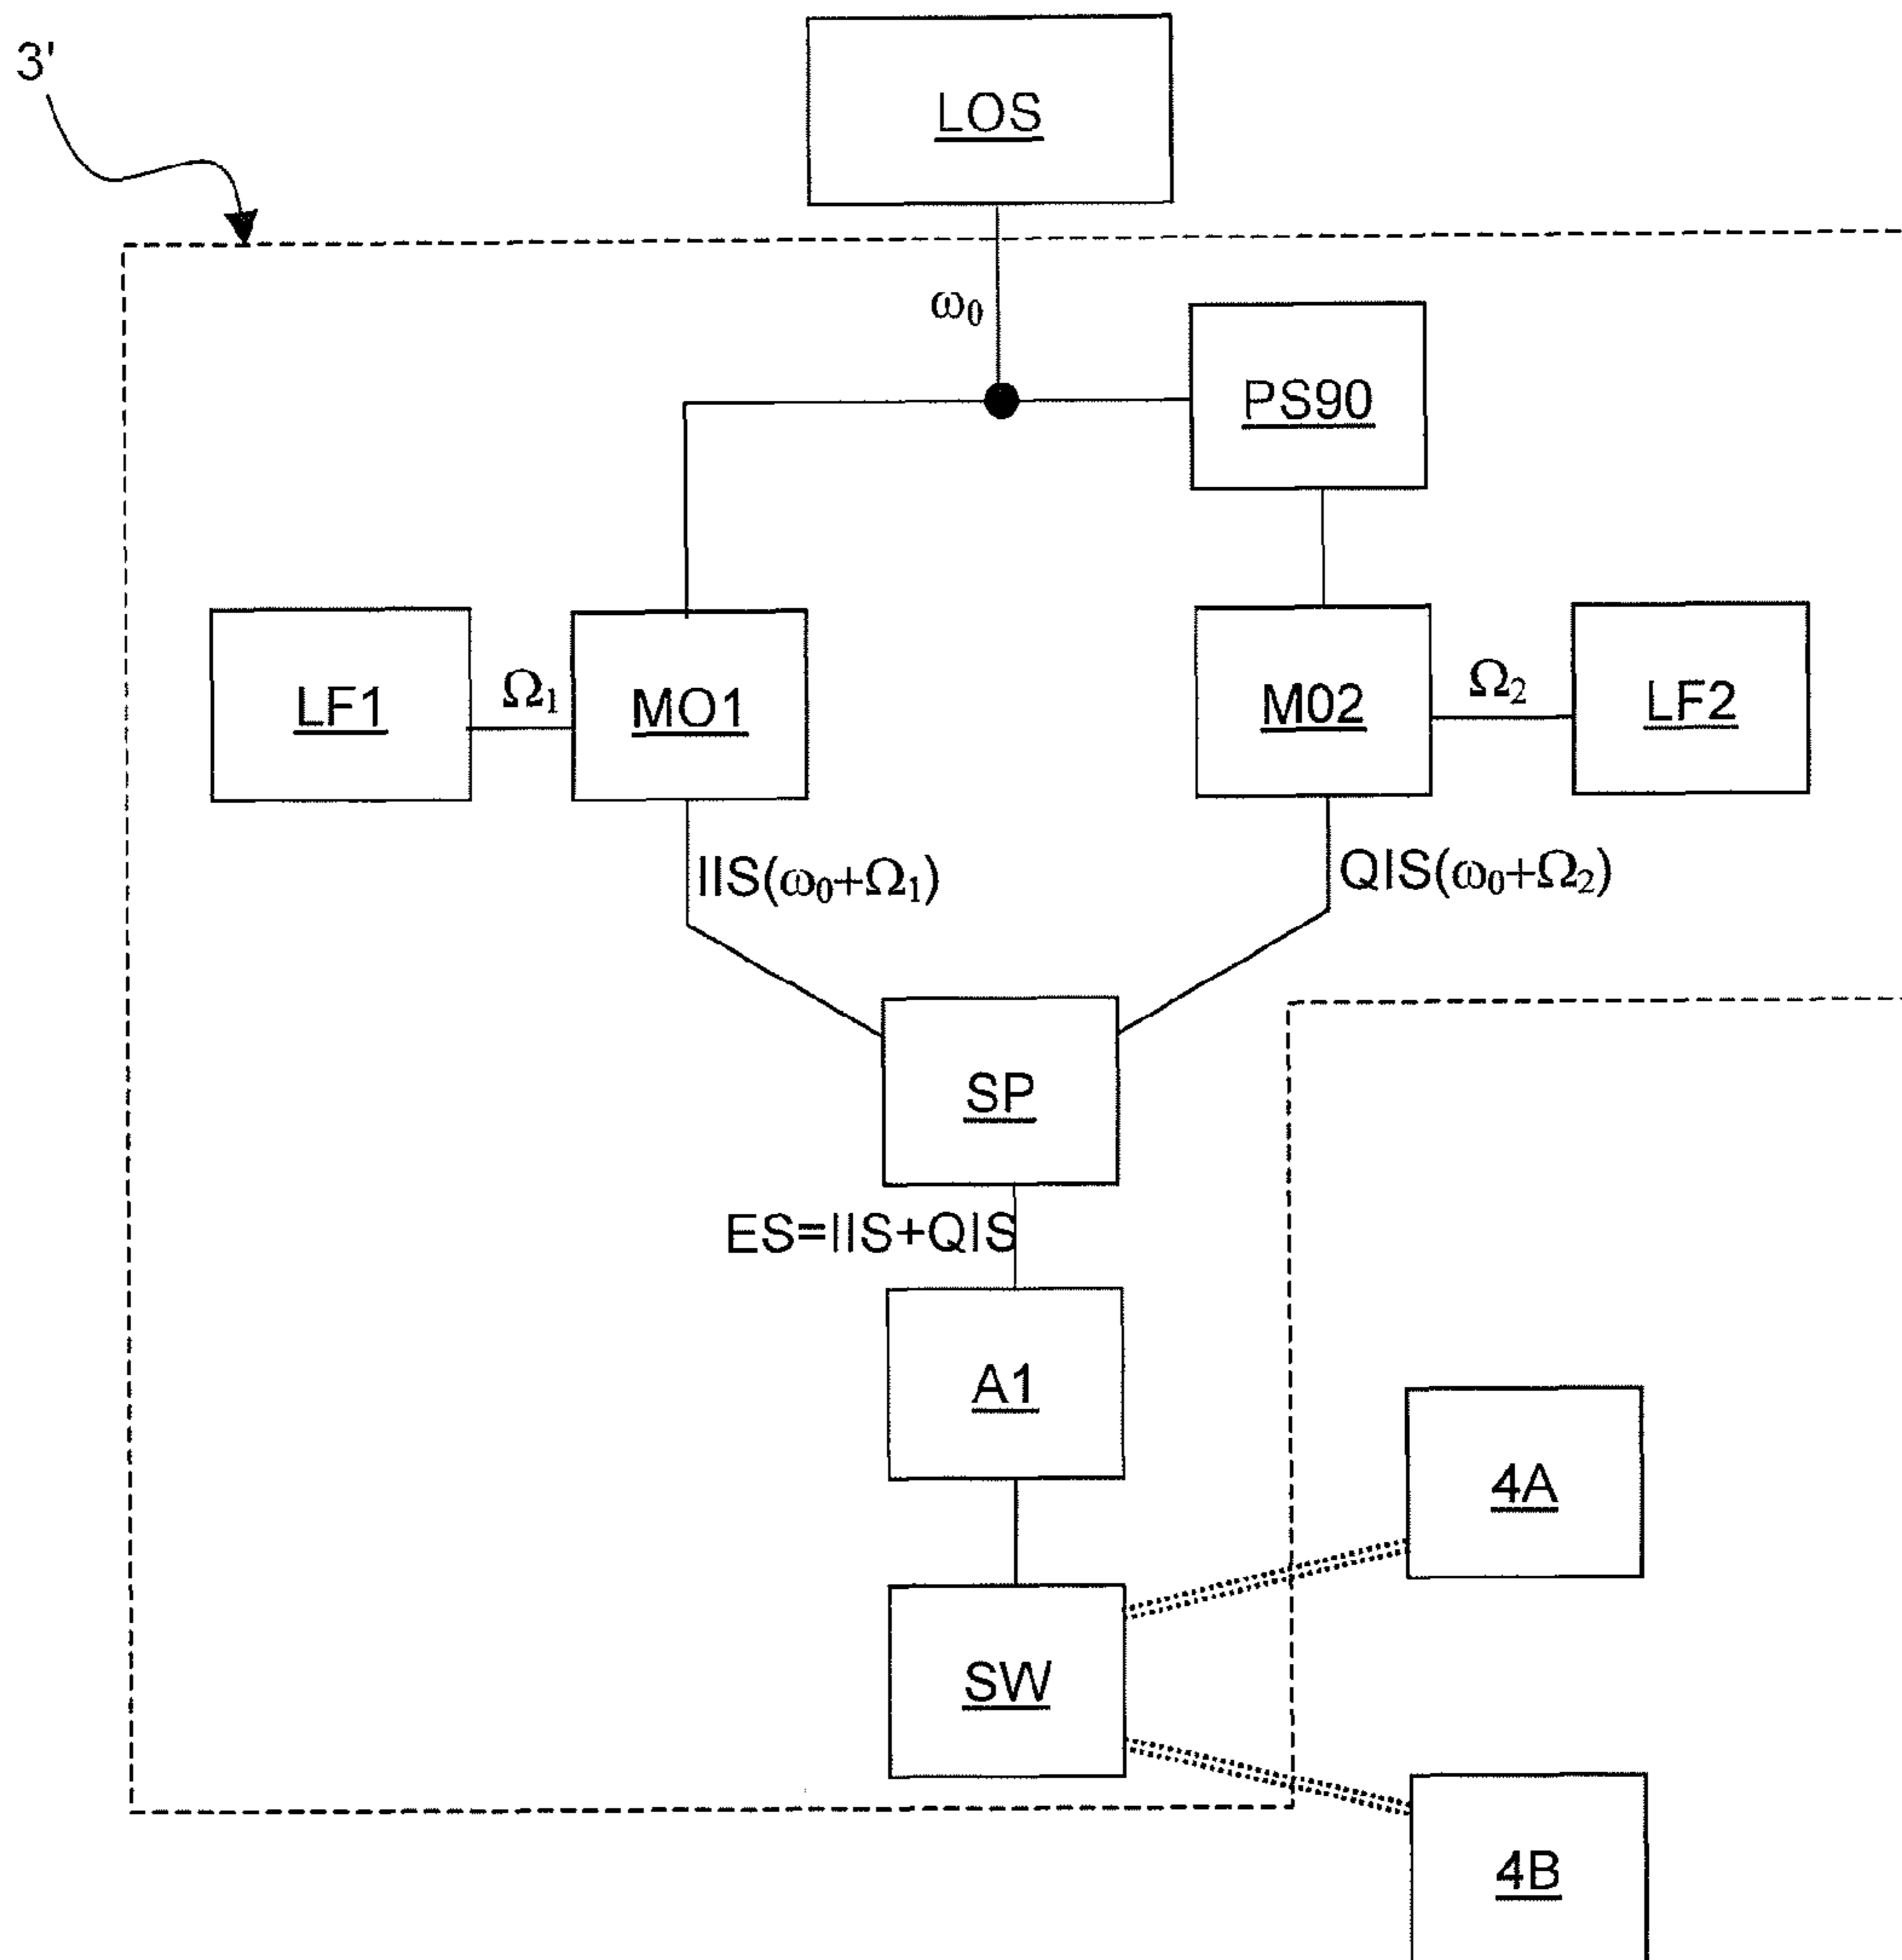 3'
LOS
ω₀
PS90
LF1
Ω₁
MO1
M02
Ω₂
LF2
IIS(ω₀+Ω₁)
QIS(ω₀+Ω₂)
SP
ES=IIS+QIS
A1
4A
SW
4B